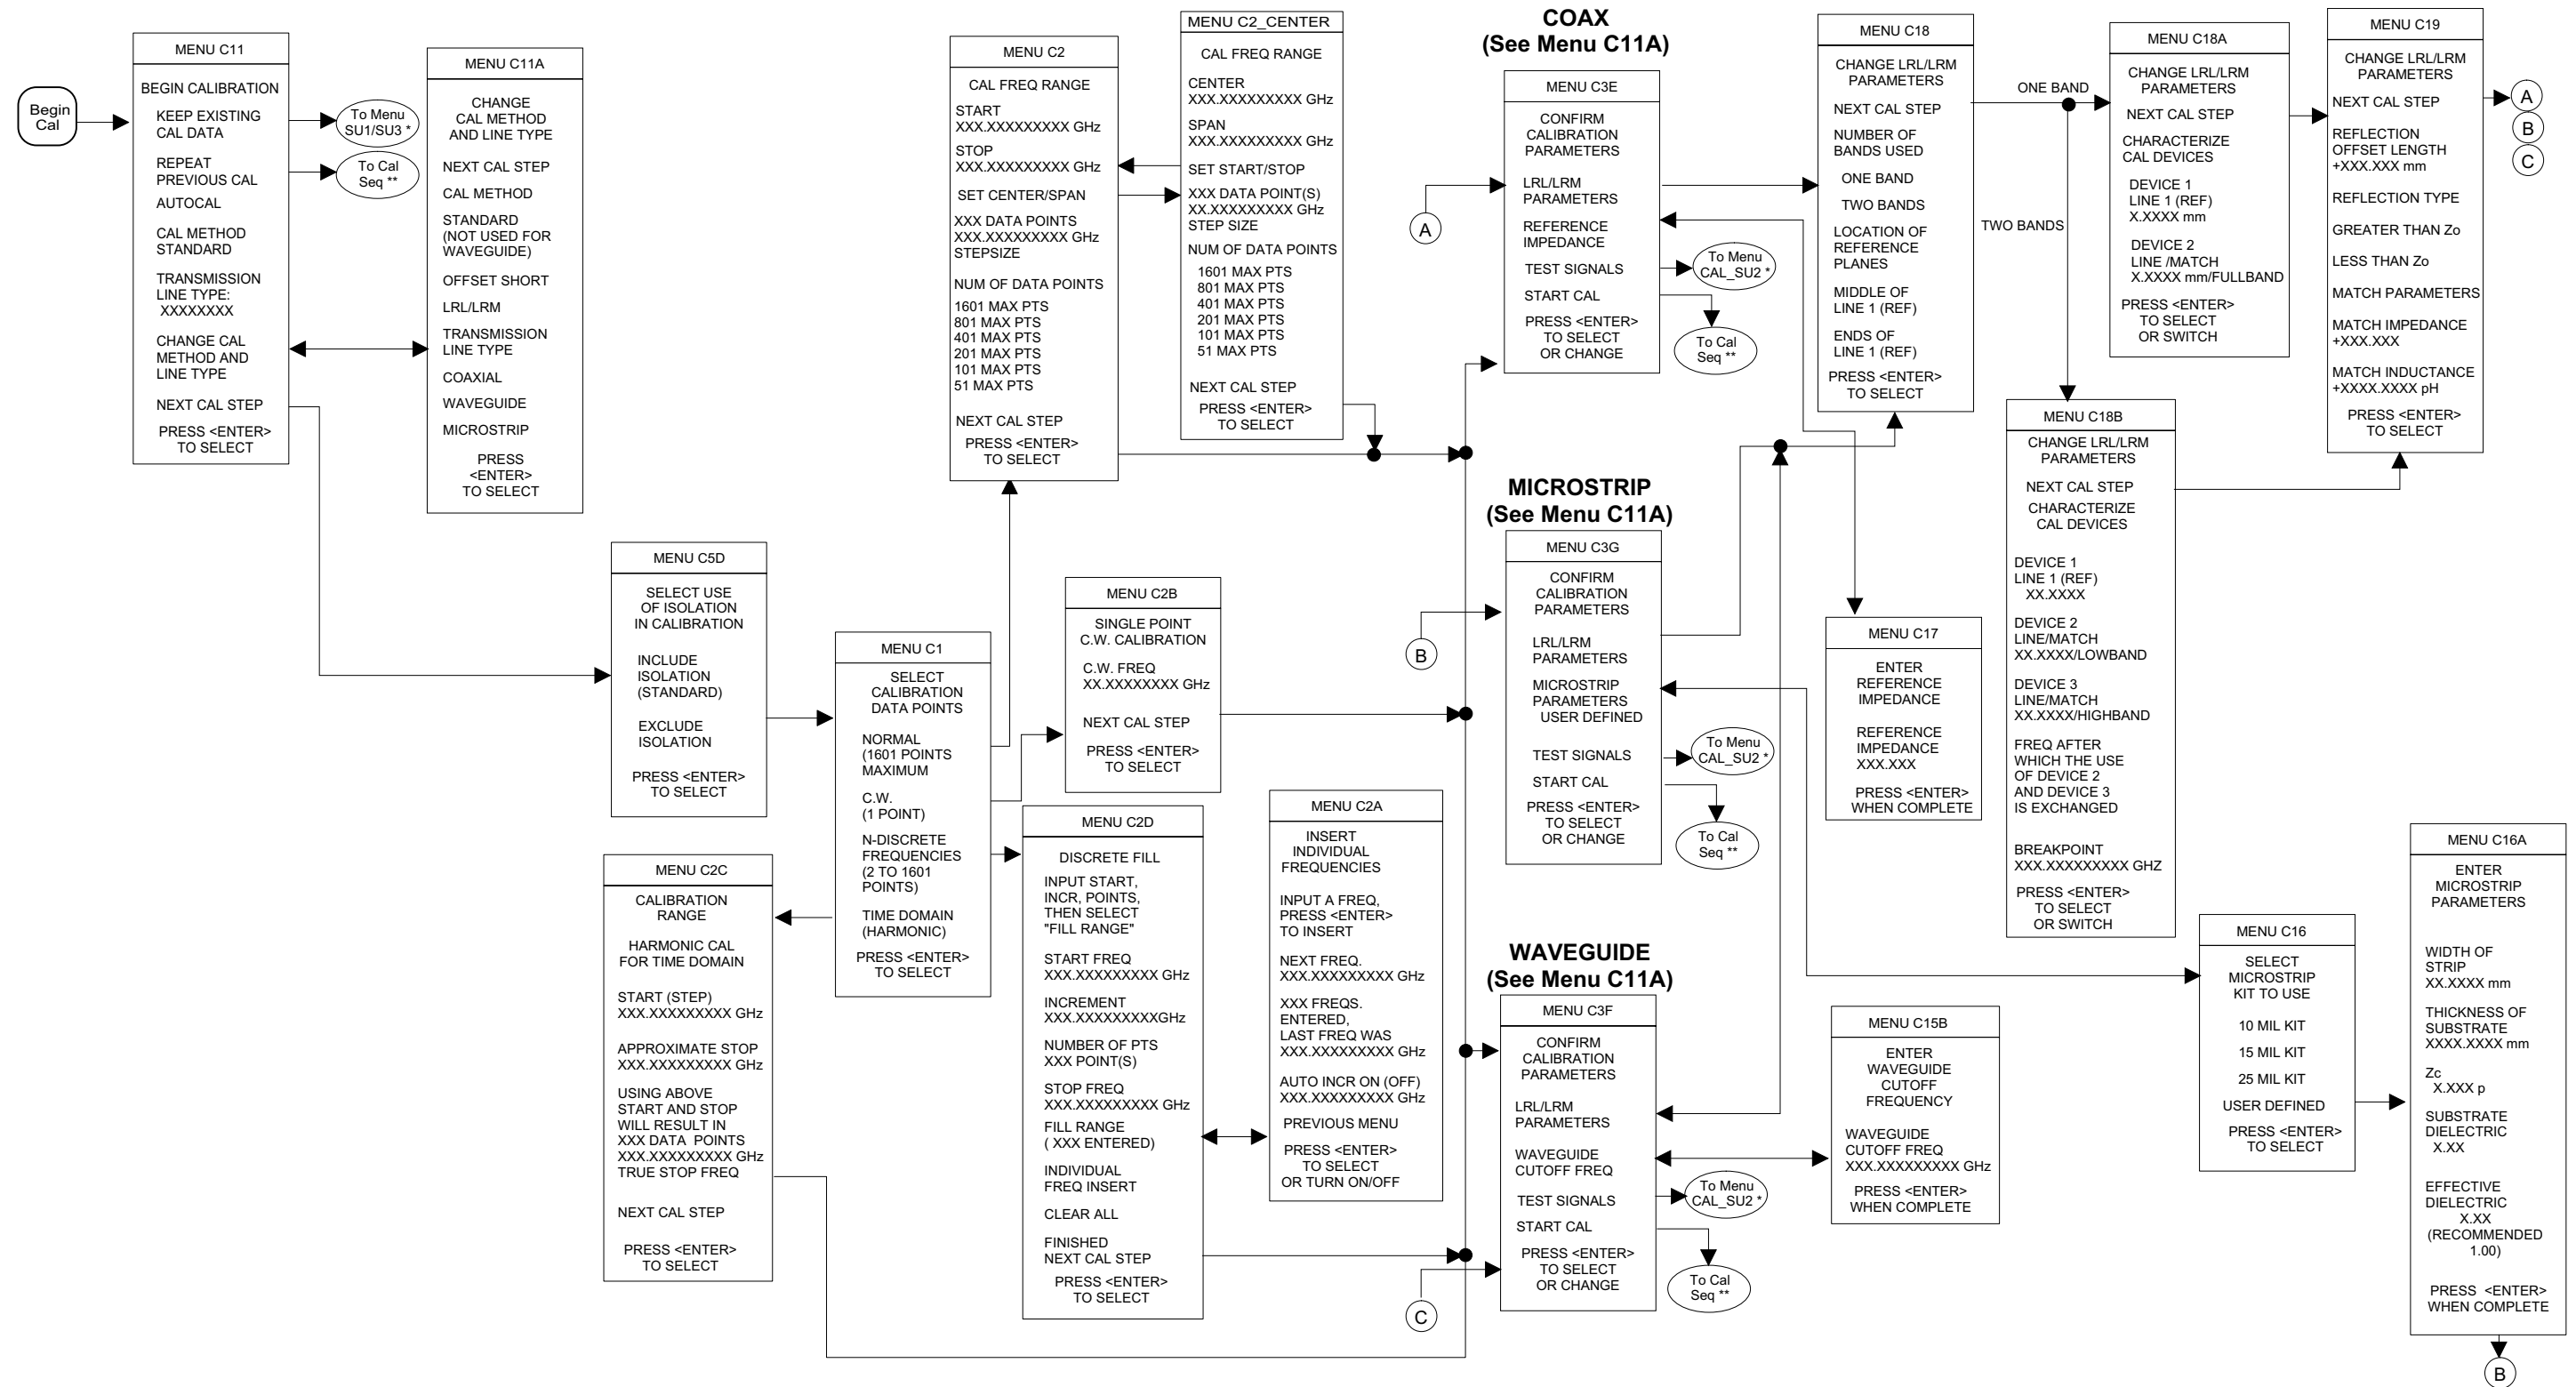 Begin
Cal
MENU C11
BEGIN CALIBRATION
KEEP EXISTING
CAL DATA
REPEAT
PREVIOUS CAL
AUTOCAL
CAL METHOD
STANDARD
TRANSMISSION
LINE TYPE:
XXXXXXXX
CHANGE CAL
METHOD AND
LINE TYPE
NEXT CAL STEP
PRESS <ENTER>
TO SELECT
To Menu
SU1/SU3 *
To Cal
Seq **
MENU C11A
CHANGE
CAL METHOD
AND LINE TYPE
NEXT CAL STEP
CAL METHOD
STANDARD
(NOT USED FOR
WAVEGUIDE)
OFFSET SHORT
LRL/LRM
TRANSMISSION
LINE TYPE
COAXIAL
WAVEGUIDE
MICROSTRIP
PRESS
<ENTER>
TO SELECT
MENU C5D
SELECT USE
OF ISOLATION
IN CALIBRATION
INCLUDE
ISOLATION
(STANDARD)
EXCLUDE
ISOLATION
PRESS <ENTER>
TO SELECT
MENU C2C
CALIBRATION
RANGE
HARMONIC CAL
FOR TIME DOMAIN
START (STEP)
XXX.XXXXXXXXX GHz
APPROXIMATE STOP
XXX.XXXXXXXXX GHz
USING ABOVE
START AND STOP
WILL RESULT IN
XXX DATA  POINTS
XXX.XXXXXXXXX GHz
TRUE STOP FREQ
NEXT CAL STEP
PRESS <ENTER>
TO SELECT
MENU C1
SELECT
CALIBRATION
DATA POINTS
NORMAL
(1601 POINTS
MAXIMUM
C.W.
(1 POINT)
N-DISCRETE
FREQUENCIES
(2 TO 1601
POINTS)
TIME DOMAIN
(HARMONIC)
PRESS <ENTER>
TO SELECT
MENU C2
CAL FREQ RANGE
START
XXX.XXXXXXXXX GHz
STOP
XXX.XXXXXXXXX GHz
SET CENTER/SPAN
XXX DATA POINTS
XXX.XXXXXXXXX GHz
STEPSIZE
NUM OF DATA POINTS
1601 MAX PTS
801 MAX PTS
401 MAX PTS
201 MAX PTS
101 MAX PTS
51 MAX PTS
NEXT CAL STEP
PRESS <ENTER>
TO SELECT
MENU C2_CENTER
CAL FREQ RANGE
CENTER
XXX.XXXXXXXXX GHz
SPAN
XXX.XXXXXXXXX GHz
SET START/STOP
XXX DATA POINT(S)
XX.XXXXXXXXX GHz
STEP SIZE
NUM OF DATA POINTS
1601 MAX PTS
801 MAX PTS
401 MAX PTS
201 MAX PTS
101 MAX PTS
51 MAX PTS
NEXT CAL STEP
PRESS <ENTER>
TO SELECT
MENU C2B
SINGLE POINT
C.W. CALIBRATION
C.W. FREQ
XX.XXXXXXXX GHz
NEXT CAL STEP
PRESS <ENTER>
TO SELECT
MENU C2D
DISCRETE FILL
INPUT START,
INCR, POINTS,
THEN SELECT
"FILL RANGE"
START FREQ
XXX.XXXXXXXXX GHz
INCREMENT
XXX.XXXXXXXXXGHz
NUMBER OF PTS
XXX POINT(S)
STOP FREQ
XXX.XXXXXXXXX GHz
FILL RANGE
( XXX ENTERED)
INDIVIDUAL
FREQ INSERT
CLEAR ALL
FINISHED
NEXT CAL STEP
PRESS <ENTER>
TO SELECT
MENU C2A
INSERT
INDIVIDUAL
FREQUENCIES
INPUT A FREQ,
PRESS <ENTER>
TO INSERT
NEXT FREQ.
XXX.XXXXXXXXX GHz
XXX FREQS.
ENTERED,
LAST FREQ WAS
XXX.XXXXXXXXX GHz
AUTO INCR ON (OFF)
XXX.XXXXXXXXX GHz
PREVIOUS MENU
PRESS <ENTER>
TO SELECT
OR TURN ON/OFF
COAX
(See Menu C11A)
MENU C3E
CONFIRM
CALIBRATION
PARAMETERS
LRL/LRM
PARAMETERS
REFERENCE
IMPEDANCE
TEST SIGNALS
START CAL
PRESS <ENTER>
TO SELECT
OR CHANGE
A
To Menu
CAL_SU2 *
To Cal
Seq **
MICROSTRIP
(See Menu C11A)
MENU C3G
CONFIRM
CALIBRATION
PARAMETERS
LRL/LRM
PARAMETERS
MICROSTRIP
PARAMETERS
USER DEFINED
TEST SIGNALS
START CAL
PRESS <ENTER>
TO SELECT
OR CHANGE
B
To Menu
CAL_SU2 *
To Cal
Seq **
WAVEGUIDE
(See Menu C11A)
MENU C3F
CONFIRM
CALIBRATION
PARAMETERS
LRL/LRM
PARAMETERS
WAVEGUIDE
CUTOFF FREQ
TEST SIGNALS
START CAL
PRESS <ENTER>
TO SELECT
OR CHANGE
C
To Menu
CAL_SU2 *
To Cal
Seq **
MENU C18
CHANGE LRL/LRM
PARAMETERS
NEXT CAL STEP
NUMBER OF
BANDS USED
ONE BAND
TWO BANDS
LOCATION OF
REFERENCE
PLANES
MIDDLE OF
LINE 1 (REF)
ENDS OF
LINE 1 (REF)
PRESS <ENTER>
TO SELECT
ONE BAND
TWO BANDS
MENU C17
ENTER
REFERENCE
IMPEDANCE
REFERENCE
IMPEDANCE
XXX.XXX
PRESS <ENTER>
WHEN COMPLETE
MENU C15B
ENTER
WAVEGUIDE
CUTOFF
FREQUENCY
WAVEGUIDE
CUTOFF FREQ
XXX.XXXXXXXXX GHz
PRESS <ENTER>
WHEN COMPLETE
MENU C18A
CHANGE LRL/LRM
PARAMETERS
NEXT CAL STEP
CHARACTERIZE
CAL DEVICES
DEVICE 1
LINE 1 (REF)
X.XXXX mm
DEVICE 2
LINE /MATCH
X.XXXX mm/FULLBAND
PRESS <ENTER>
TO SELECT
OR SWITCH
MENU C18B
CHANGE LRL/LRM
PARAMETERS
NEXT CAL STEP
CHARACTERIZE
CAL DEVICES
DEVICE 1
LINE 1 (REF)
XX.XXXX
DEVICE 2
LINE/MATCH
XX.XXXX/LOWBAND
DEVICE 3
LINE/MATCH
XX.XXXX/HIGHBAND
FREQ AFTER
WHICH THE USE
OF DEVICE 2
AND DEVICE 3
IS EXCHANGED
BREAKPOINT
XXX.XXXXXXXXX GHZ
PRESS <ENTER>
TO SELECT
OR SWITCH
MENU C19
CHANGE LRL/LRM
PARAMETERS
NEXT CAL STEP
REFLECTION
OFFSET LENGTH
+XXX.XXX mm
REFLECTION TYPE
GREATER THAN Zo
LESS THAN Zo
MATCH PARAMETERS
MATCH IMPEDANCE
+XXX.XXX
MATCH INDUCTANCE
+XXXX.XXXX pH
PRESS <ENTER>
TO SELECT
A
B
C
MENU C16
SELECT
MICROSTRIP
KIT TO USE
10 MIL KIT
15 MIL KIT
25 MIL KIT
USER DEFINED
PRESS <ENTER>
TO SELECT
MENU C16A
ENTER
MICROSTRIP
PARAMETERS
WIDTH OF
STRIP
XX.XXXX mm
THICKNESS OF
SUBSTRATE
XXXX.XXXX mm
Zc
X.XXX p
SUBSTRATE
DIELECTRIC
X.XX
EFFECTIVE
DIELECTRIC
X.XX
(RECOMMENDED
1.00)
PRESS  <ENTER>
WHEN COMPLETE
B